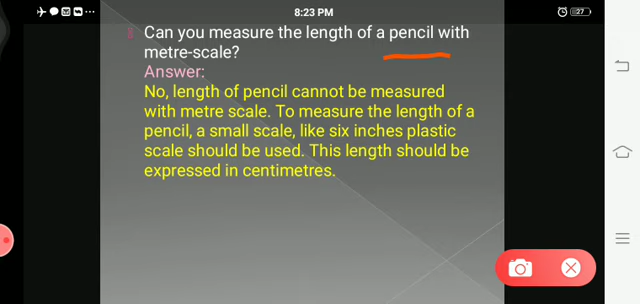 8:23 PM
27
Can you measure the length of a pencil with
metre-scale?
Answer:
No, length of pencil cannot be measured
with metre scale. To measure the length of a
pencil, a small scale, like six inches plastic
scale should be used. This length should be
expressed in centimetres.